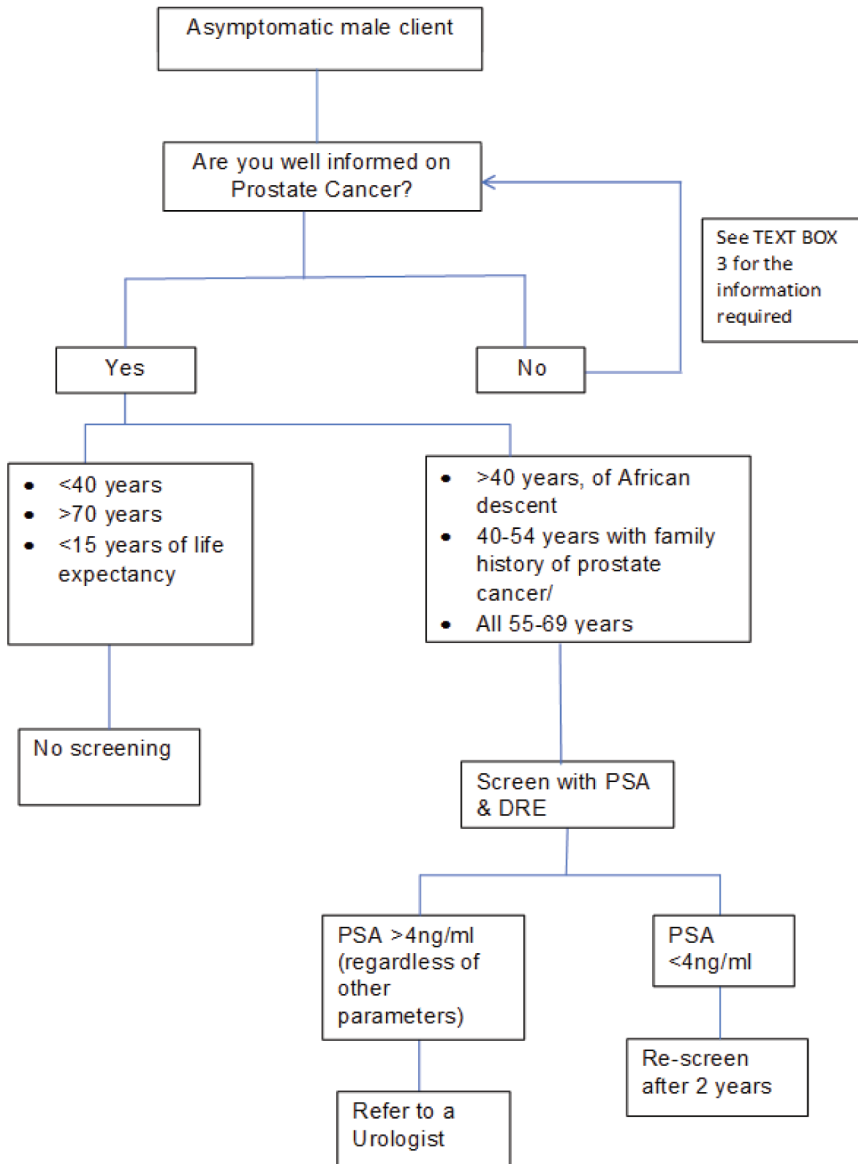 Asymptomatic male client
Are you well informed on
Prostate Cancer?
See TEXT BOX
3 for the
information
required
Yes
No
• <40 years
• >70 years
• <15 years of life
expectancy
• >40 years, of African
descent
• 40-54 years with family
history of prostate
cancer/
• All 55-69 years
No screening
Screen with PSA
& DRE
PSA >4ng/ml
(regardless of
other
parameters)
PSA
<4ng/ml
Refer to a
Urologist
Re-screen
after 2 years